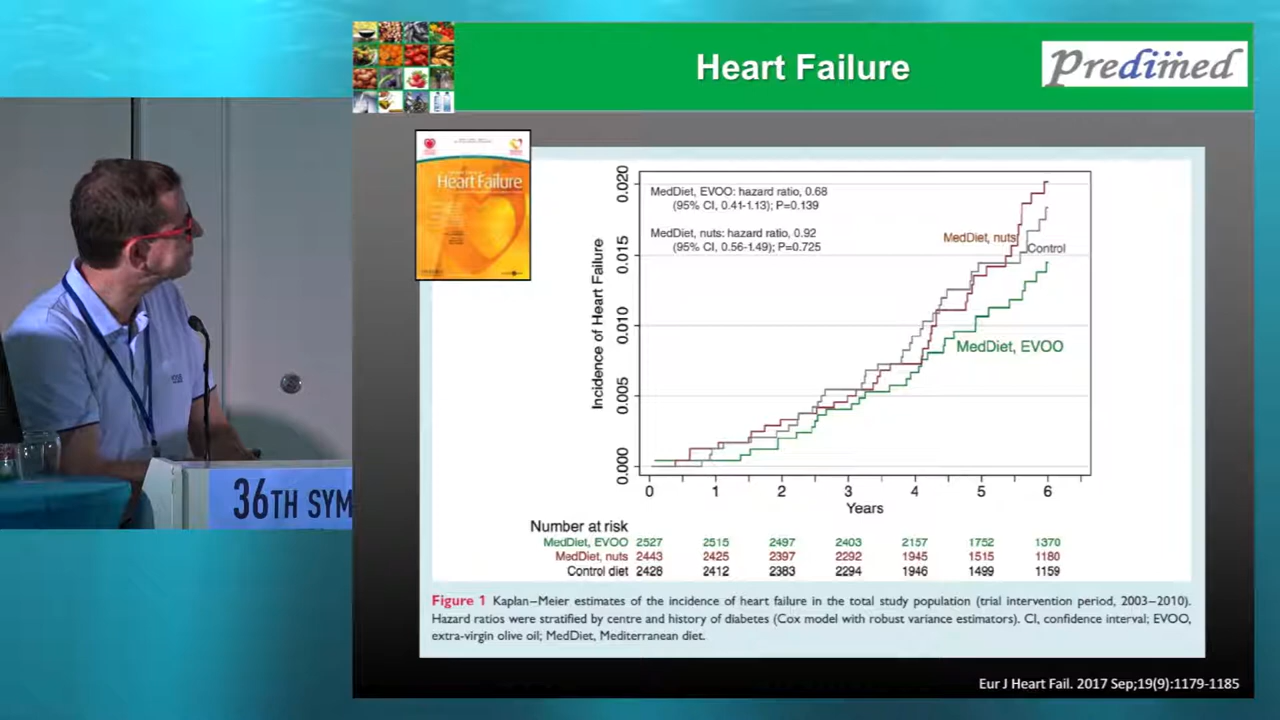 Heart Failure
Predimed
Heart Failure
0.020
0.015
0.010
0.005
0.000
Incidence of Heart Failure
MedDiet, EVOO: hazard ratio, 0.68
(95% CI, 0.41-1.13); P=0.139
MedDiet, nuts: hazard ratio, 0.92
(95% CI, 0.56-1.49); P=0.725
MedDiet, nuts
Control
MedDiet, EVOO
0 1 2 3 4 5 6
Years
Number at risk
MedDiet, EVOO 2527 2515 2497 2403 2157 1752 1370
MedDiet, nuts 2443 2425 2397 2292 1945 1515 1180
Control diet 2428 2412 2383 2294 1946 1499 1159
Figure 1 Kaplan–Meier estimates of the incidence of heart failure in the total study population (trial intervention period, 2003–2010).
Hazard ratios were stratified by centre and history of diabetes (Cox model with robust variance estimators). CI, confidence interval; EVOO,
extra-virgin olive oil; MedDiet, Mediterranean diet.
Eur J Heart Fail. 2017 Sep;19(9):1179-1185
36TH SYM